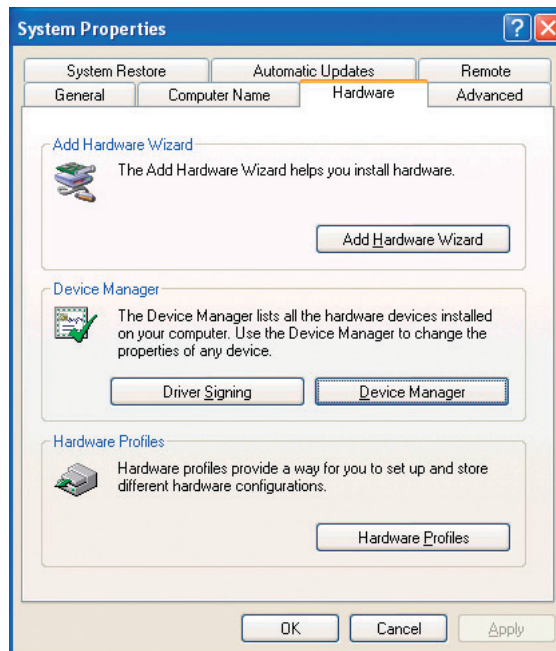 System Properties
System Restore Automatic Updates Remote
General Computer Name Hardware Advanced
Add Hardware Wizard
The Add Hardware Wizard helps you install hardware.
Add Hardware Wizard
Device Manager
The Device Manager lists all the hardware devices installed
on your computer. Use the Device Manager to change the
properties of any device.
Driver Signing Device Manager
Hardware Profiles
Hardware profiles provide a way for you to set up and store
different hardware configurations.
Hardware Profiles
OK Cancel Apply